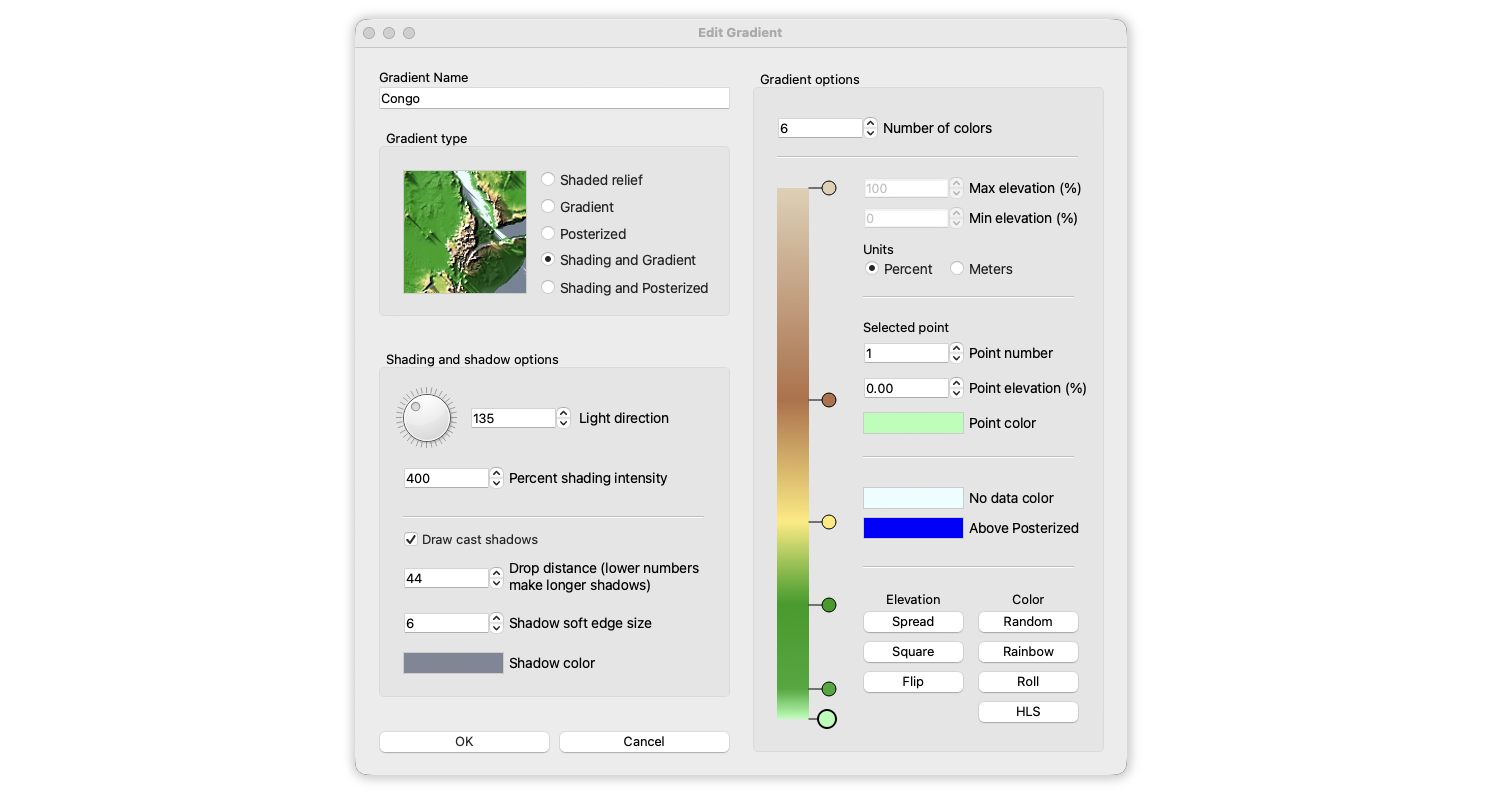 Edit Gradient
Gradient Name
Congo
Gradient type
Shaded relief
Gradient
Posterized
Shading and Gradient
Shading and Posterized
Shading and shadow options
135 Light direction
400 Percent shading intensity
Draw cast shadows
44 Drop distance (lower numbers
make longer shadows)
6 Shadow soft edge size
Shadow color
OK Cancel
Gradient options
6 Number of colors
100 Max elevation (%)
0 Min elevation (%)
Units
Percent Meters
Selected point
1 Point number
0.00 Point elevation (%)
Point color
No data color
Above Posterized
Elevation Color
Spread Random
Square Rainbow
Flip Roll
HLS